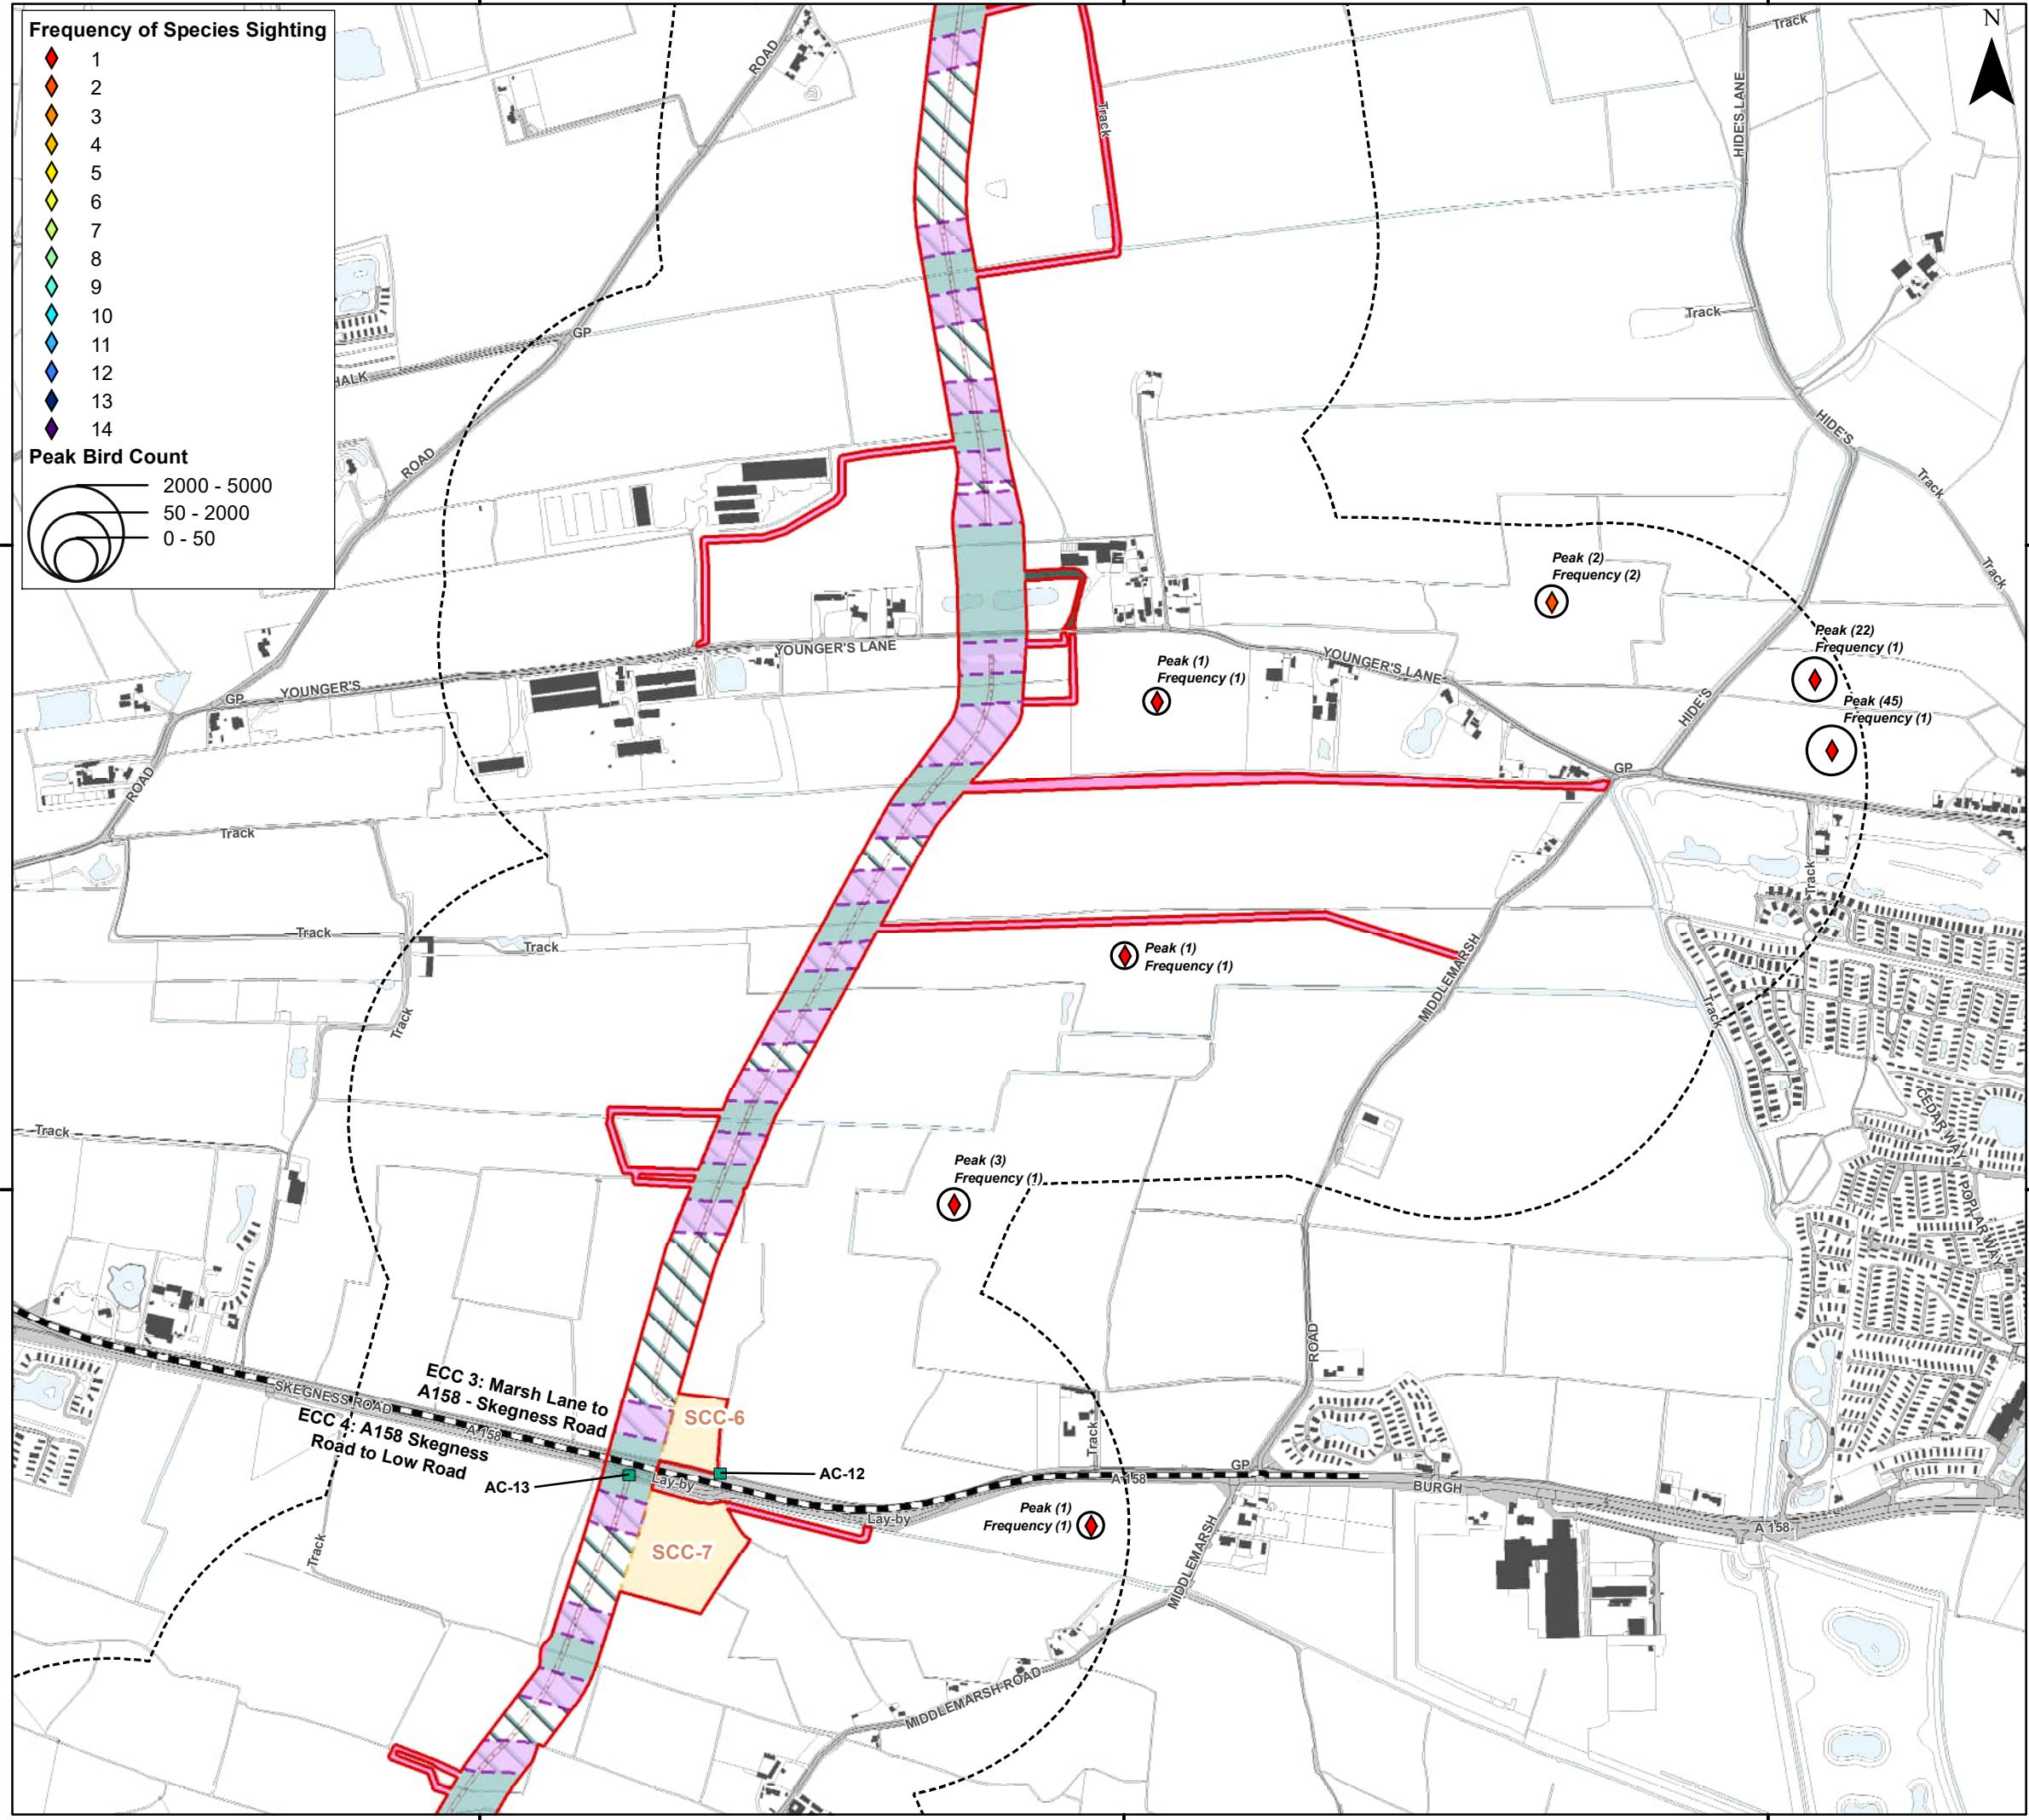 Frequency of Species Sighting
1
2
3
4
5
6
7
8
9
10
11
12
13
14
Peak Bird Count
2000 - 5000
50 - 2000
0 - 50
N
ROAD
Track
Track
HIDE'S LANE
Track
GP
HALK
ROAD
HIDE'S
Track
Track
Peak (2)
Frequency (2)
Peak (22)
Frequency (1)
YOUNGER'S LANE
YOUNGER'S LANE
Peak (1)
Frequency (1)
GP
YOUNGER'S
HIDE'S
Peak (45)
Frequency (1)
GP
ROAD
Track
Track
Track
Track
Peak (1)
Frequency (1)
MIDDLEMARSH
Track
Track
Track
CEDAR WAY
POPLAR WAY
Peak (3)
Frequency (1)
ROAD
ECC 3: Marsh Lane to
A158 - Skegness Road
SKEGNESS ROAD
A 158
ECC 4: A158 Skegness
Road to Low Road
SCC-6
AC-13
Lay-by
AC-12
Track
A 158
GP
BURGH
Lay-by
Peak (1)
Frequency (1)
A 158
SCC-7
Track
MIDDLEMARSH
MIDDLEMARSH ROAD